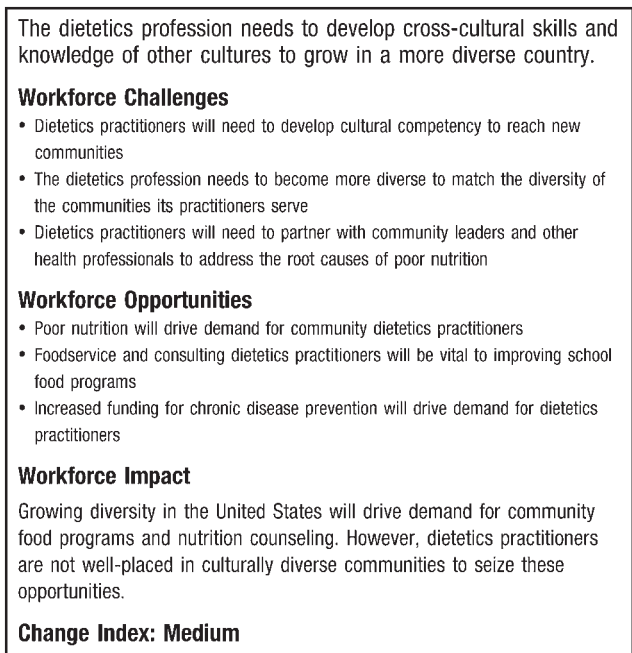 The dietetics profession needs to develop cross-cultural skills and
knowledge of other cultures to grow in a more diverse country.
Workforce Challenges
• Dietetics practitioners will need to develop cultural competency to reach new
communities
• The dietetics profession needs to become more diverse to match the diversity of
the communities its practitioners serve
• Dietetics practitioners will need to partner with community leaders and other
health professionals to address the root causes of poor nutrition
Workforce Opportunities
• Poor nutrition will drive demand for community dietetics practitioners
• Foodservice and consulting dietetics practitioners will be vital to improving school
food programs
• Increased funding for chronic disease prevention will drive demand for dietetics
practitioners
Workforce Impact
Growing diversity in the United States will drive demand for community
food programs and nutrition counseling. However, dietetics practitioners
are not well-placed in culturally diverse communities to seize these
opportunities.
Change Index: Medium